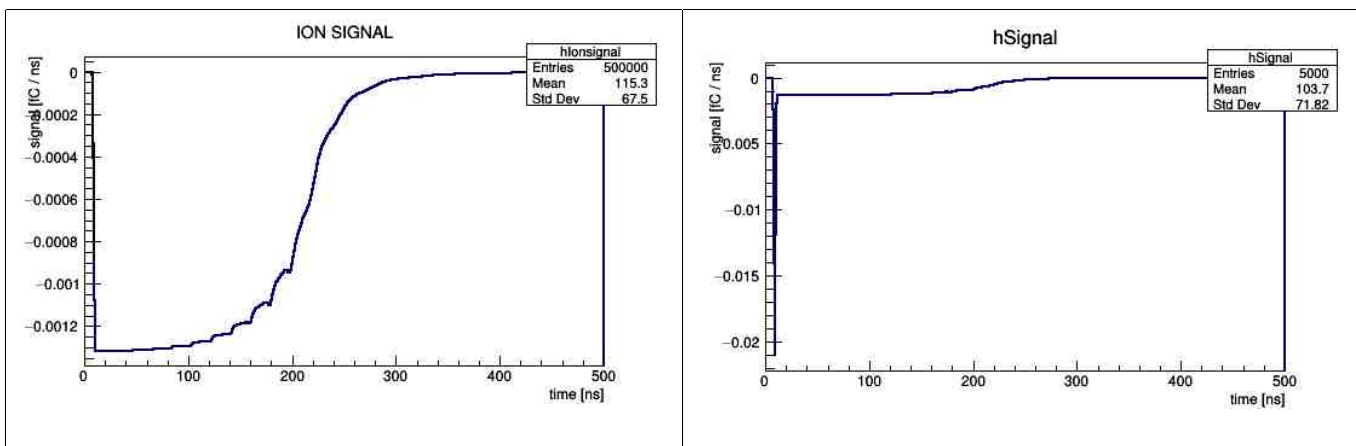 ION SIGNAL
hIonsignal
Entries 500000
Mean 115.3
Std Dev 67.5
signal [fC / ns]
0
−0.0002
−0.0004
−0.0006
−0.0008
−0.001
−0.0012
0 100 200 300 400 500
time [ns]
hSignal
hSignal
Entries 5000
Mean 103.7
Std Dev 71.82
signal [fC / ns]
0
−0.005
−0.01
−0.015
−0.02
0 100 200 300 400 500
time [ns]